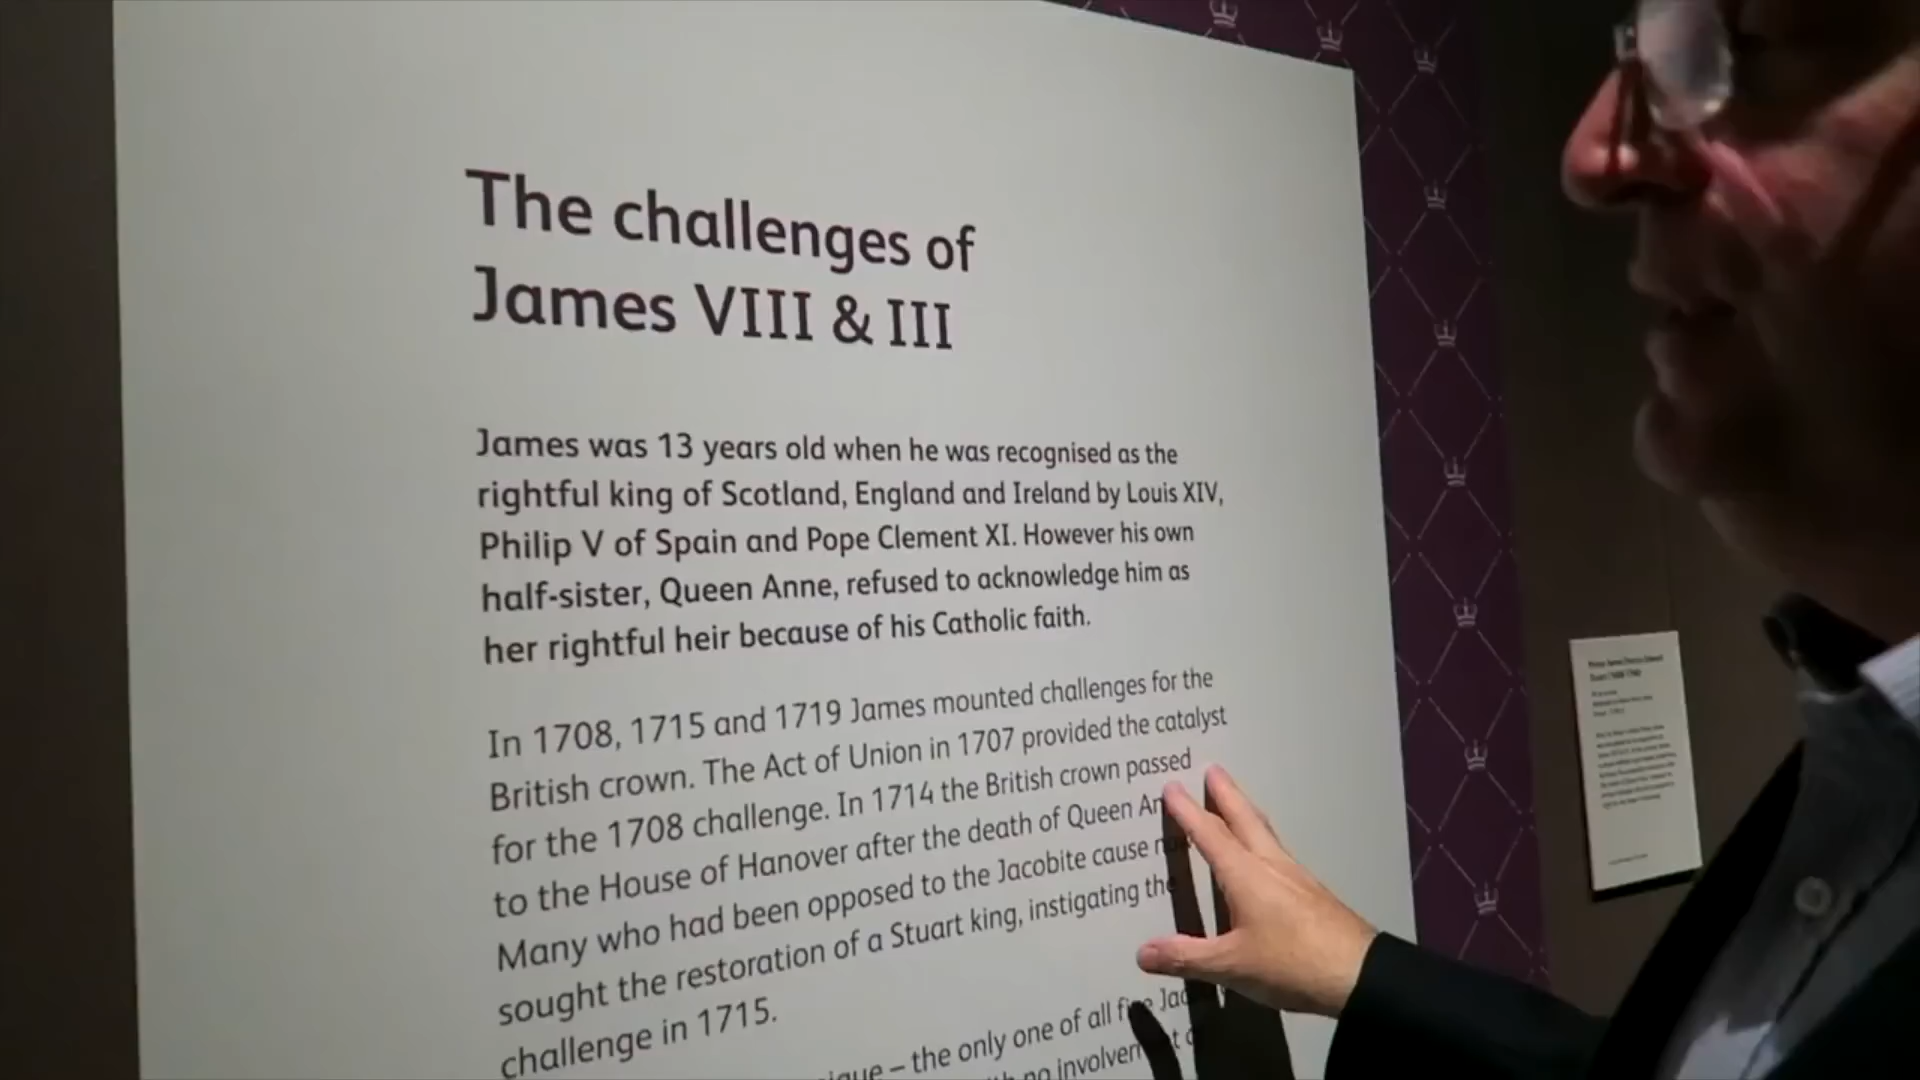 The challenges of
James VIII & III
James was 13 years old when he was recognised as the
rightful king of Scotland, England and Ireland by Louis XIV,
Philip V of Spain and Pope Clement XI. However his own
half-sister, Queen Anne, refused to acknowledge him as
her rightful heir because of his Catholic faith.
In 1708, 1715 and 1719 James mounted challenges for the
British crown. The Act of Union in 1707 provided the catalyst
for the 1708 challenge. In 1714 the British crown passed
to the House of Hanover after the death of Queen
Many who had been opposed to the Jacobite cause
sought the restoration of a Stuart king, instigating the
challenge in 1715.
– the only one of all
no